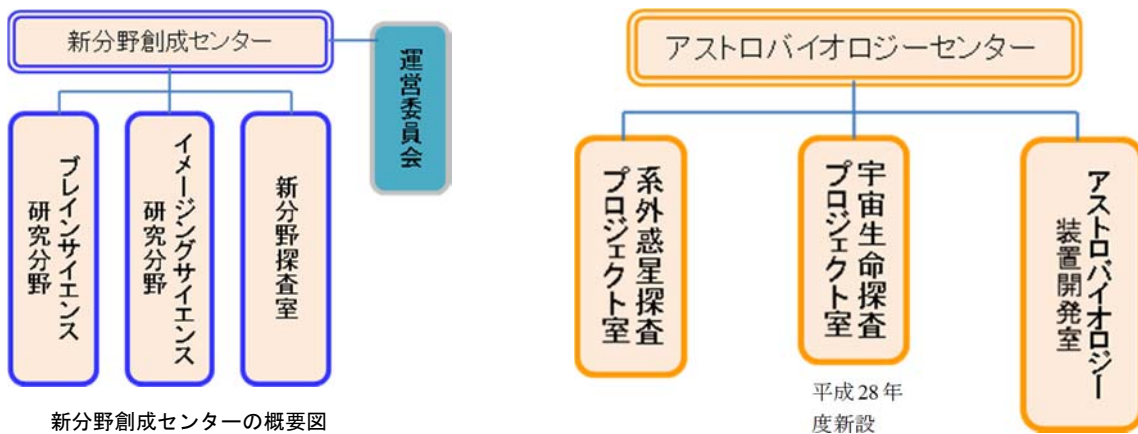 新分野創成センター
運営委員会
ブレインサイエンス
研究分野
イメージングサイエンス
研究分野
新分野探査室
新分野創成センターの概要図
アストロバイオロジーセンター
系外惑星探査
プロジェクト室
宇宙生命探査
プロジェクト室
アストロバイオロジー
装置開発室
平成28年
度新設